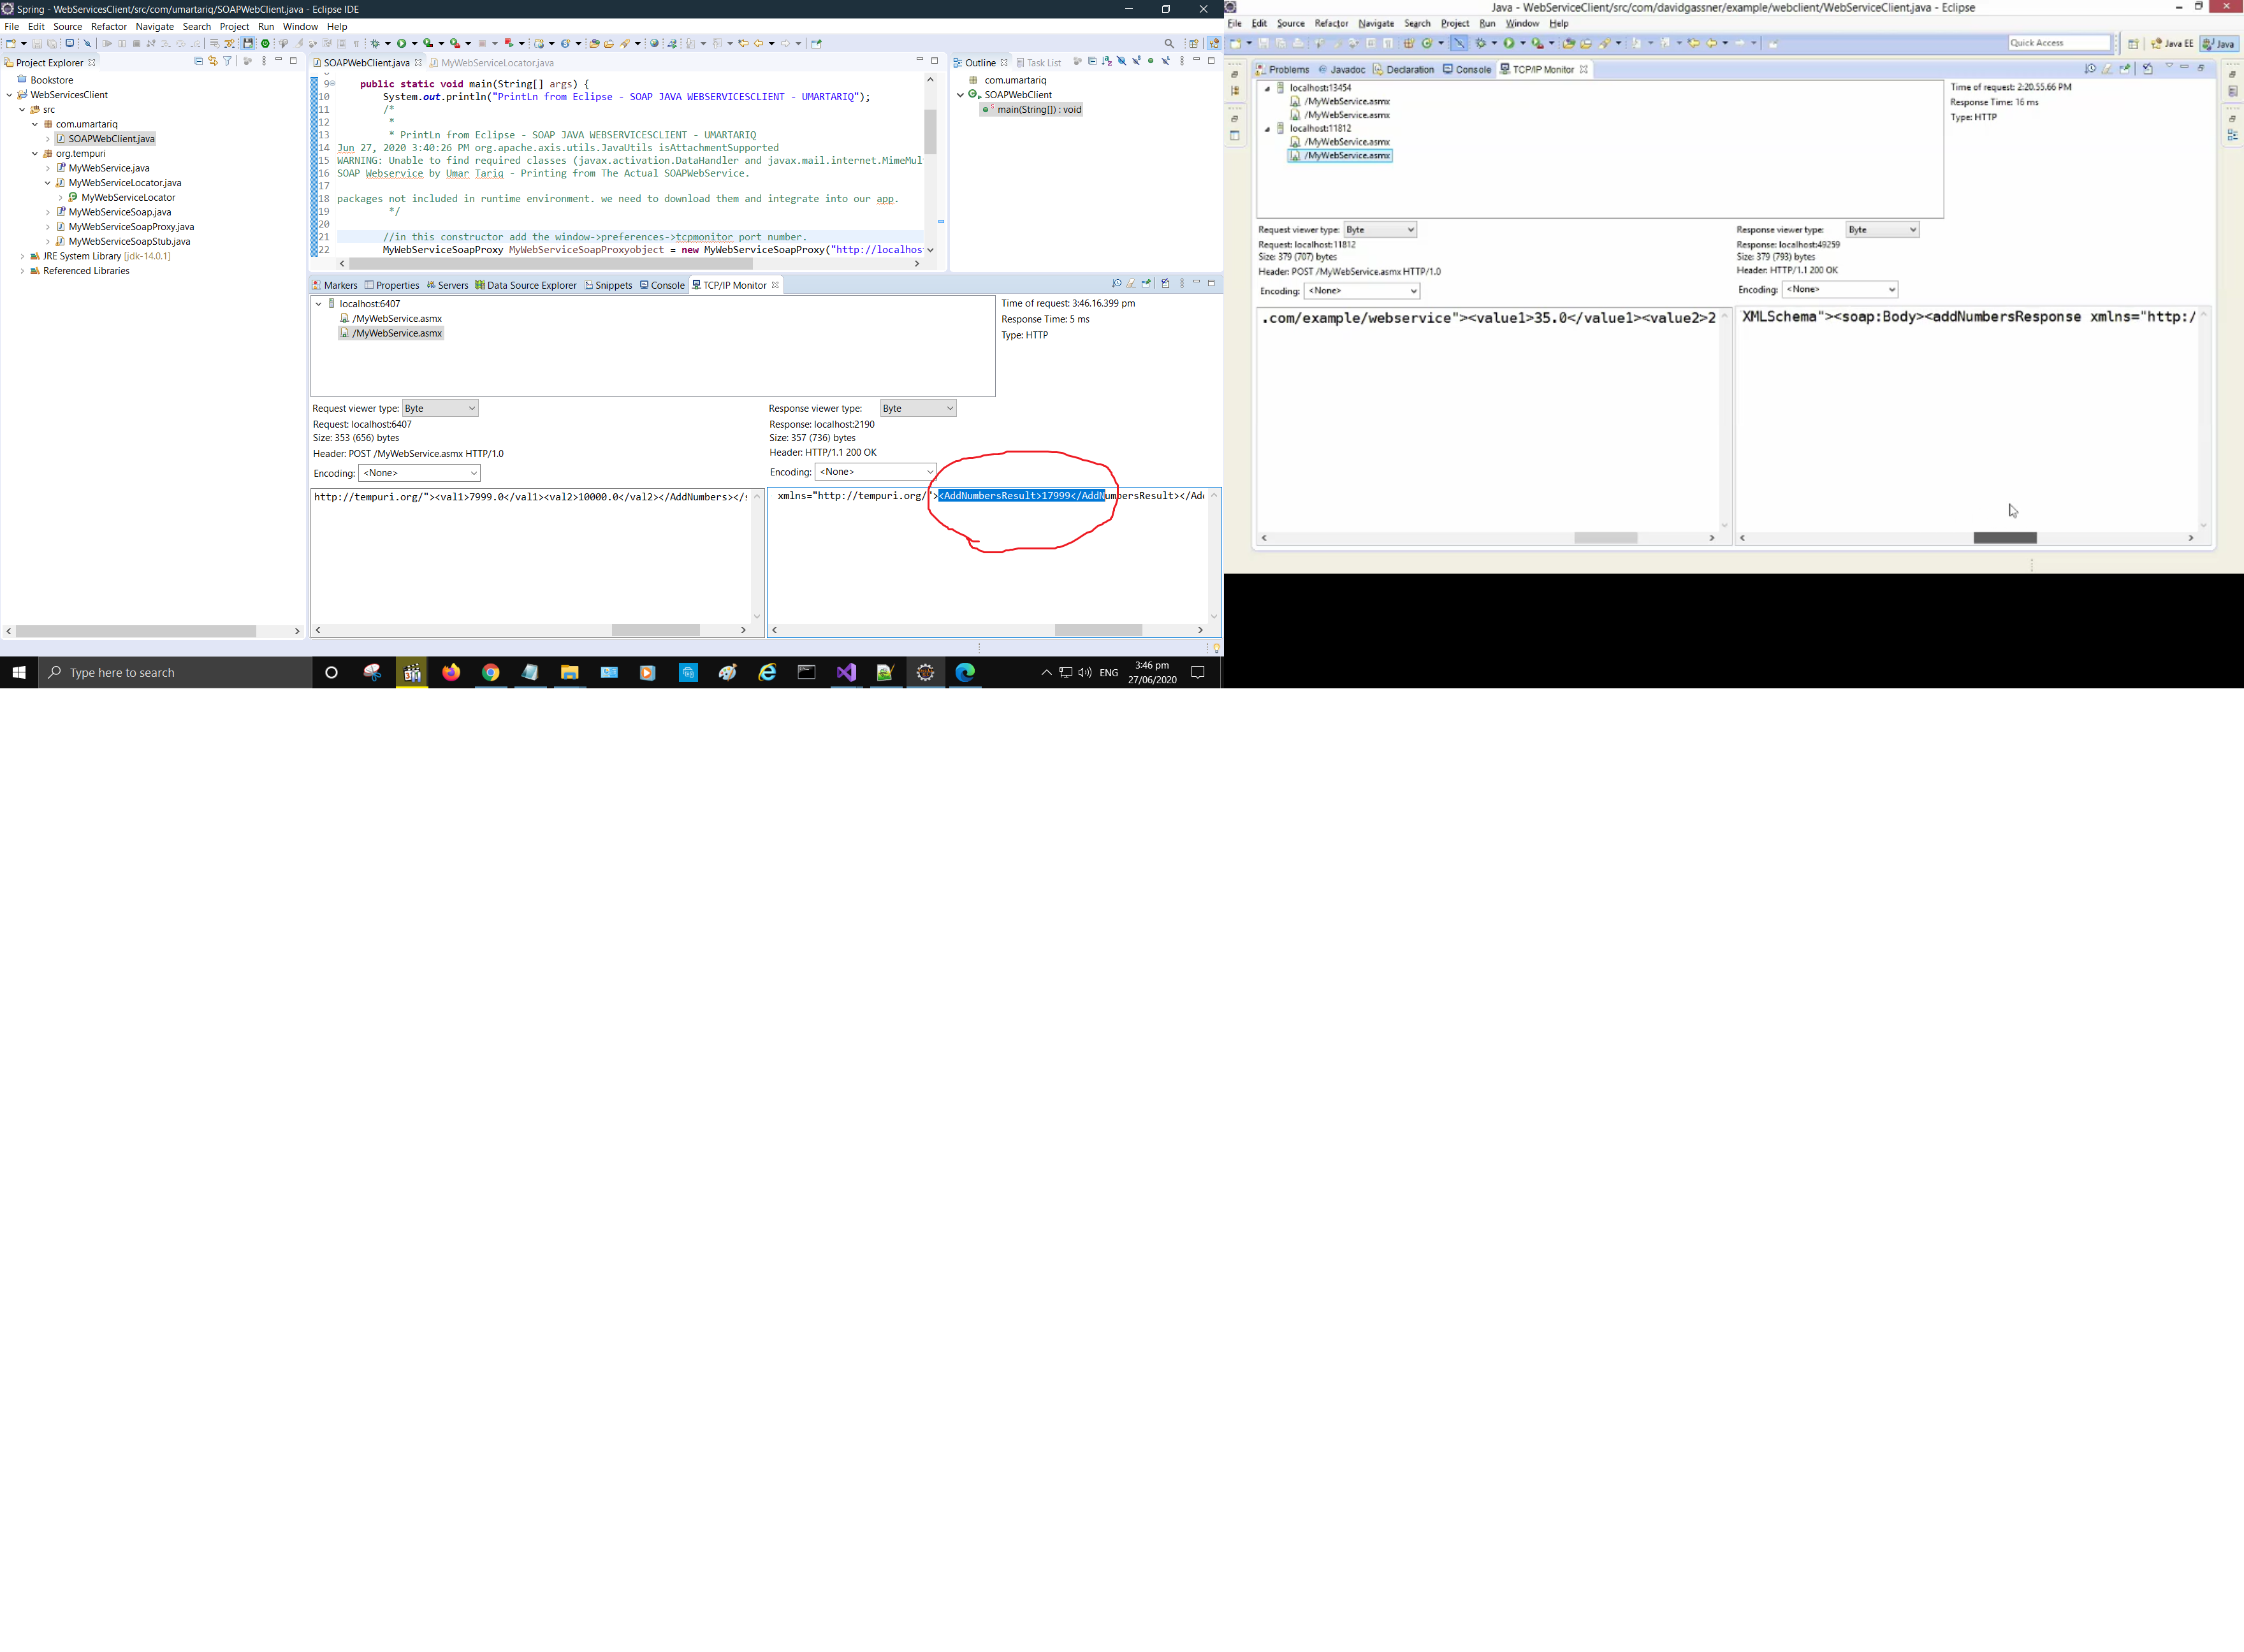 Spring - WebServicesClient/src/com/umartariq/SOAPWebClient.java - Eclipse IDE
File Edit Source Refactor Navigate Search Project Run Window Help
Project Explorer
Bookstore
WebServicesClient
src
com.umartariq
SOAPWebClient.java
org.tempuri
MyWebService.java
MyWebServiceLocator.java
MyWebServiceLocator
MyWebServiceSoap.java
MyWebServiceSoapProxy.java
MyWebServiceSoapStub.java
JRE System Library [jdk-14.0.1]
Referenced Libraries
SOAPWebClient.java MyWebServiceLocator.java
9 public static void main(String[] args) {
10 System.out.println("PrintLn from Eclipse - SOAP JAVA WEBSERVICESCLIENT - UMARTARIQ");
11 /*
12 *
13 * PrintLn from Eclipse - SOAP JAVA WEBSERVICESCLIENT - UMARTARIQ
14 Jun 27, 2020 3:40:26 PM org.apache.axis.utils.JavaUtils isAttachmentSupported
15 WARNING: Unable to find required classes (javax.activation.DataHandler and javax.mail.internet.MimeMul
16 SOAP Webservice by Umar Tariq - Printing from The Actual SOAPWebService.
17
18 packages not included in runtime environment. we need to download them and integrate into our app.
19 */
20
21 //in this constructor add the window->preferences->tcpmonitor port number.
22 MyWebServiceSoapProxy MyWebServiceSoapProxyobject = new MyWebServiceSoapProxy("http://localhos
Outline Task List
com.umartariq
SOAPWebClient
main(String[]) : void
Markers Properties Servers Data Source Explorer Snippets Console TCP/IP Monitor
localhost:6407
/MyWebService.asmx
/MyWebService.asmx
Time of request: 3:46.16.399 pm
Response Time: 5 ms
Type: HTTP
Request viewer type: Byte
Request: localhost:6407
Size: 353 (656) bytes
Header: POST /MyWebService.asmx HTTP/1.0
Encoding: <None>
http://tempuri.org/"><val1>7999.0</val1><val2>10000.0</val2></AddNumbers></s
Response viewer type: Byte
Response: localhost:2190
Size: 357 (736) bytes
Header: HTTP/1.1 200 OK
Encoding: <None>
xmlns="http://tempuri.org/"><AddNumbersResult>17999</AddNumbersResult></Ad
Type here to search
ENG
3:46 pm
27/06/2020
Java - WebServiceClient/src/com/davidgassner/example/webclient/WebServiceClient.java - Eclipse
File Edit Source Refactor Navigate Search Project Run Window Help
Quick Access Java EE Java
Problems Javadoc Declaration Console TCP/IP Monitor
localhost:13454
/MyWebService.asmx
/MyWebService.asmx
localhost:11812
/MyWebService.asmx
/MyWebService.asmx
Time of request: 2:20.55.66 PM
Response Time: 16 ms
Type: HTTP
Request viewer type: Byte
Request: localhost:11812
Size: 379 (707) bytes
Header: POST /MyWebService.asmx HTTP/1.0
Encoding: <None>
.com/example/webservice"><value1>35.0</value1><value2>2
Response viewer type: Byte
Response: localhost:49259
Size: 379 (793) bytes
Header: HTTP/1.1 200 OK
Encoding: <None>
XMLSchema"><soap:Body><addNumbersResponse xmlns="http:/